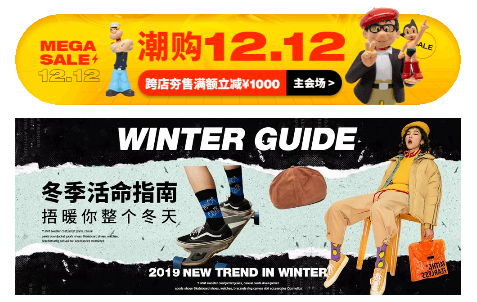 MEGA
SALE
12.12
潮购12.12
跨店夯售满额立减¥1000
主会场 >
SALE
WINTER GUIDE
冬季活命指南
捂暖你整个冬天
2019 NEW TREND IN WINTER!